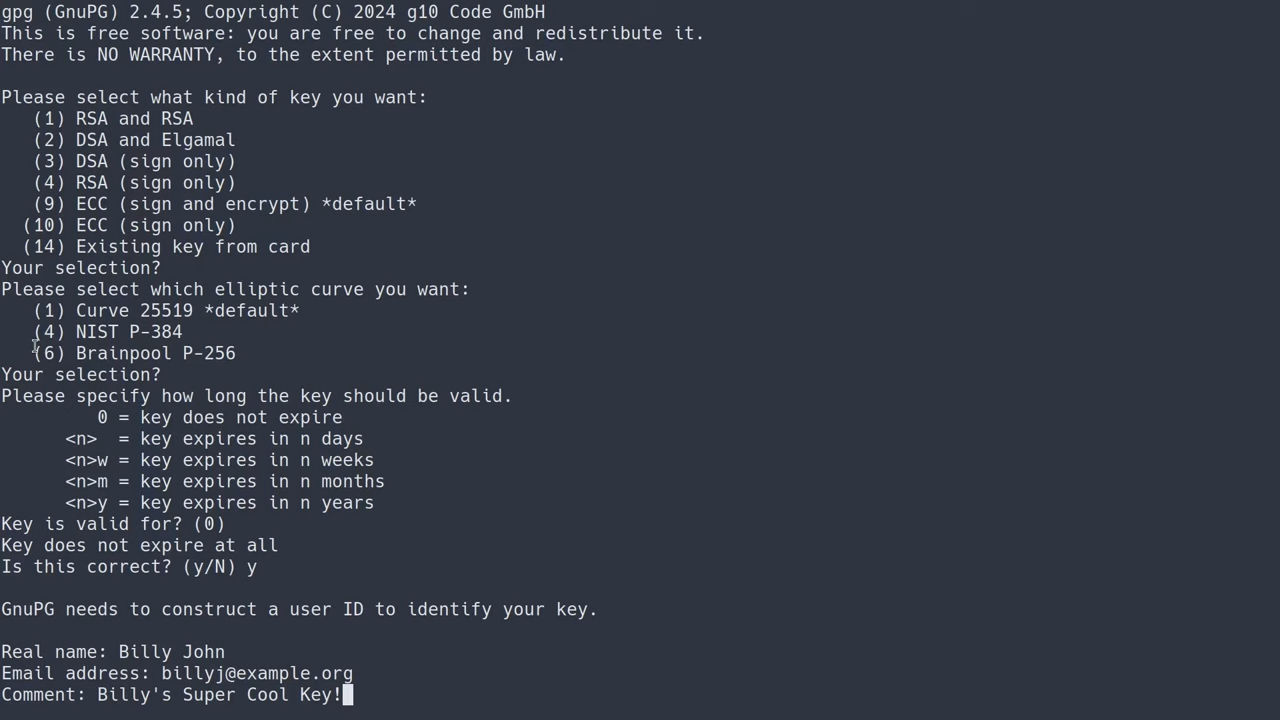 gpg (GnuPG) 2.4.5; Copyright (C) 2024 g10 Code GmbH
This is free software: you are free to change and redistribute it.
There is NO WARRANTY, to the extent permitted by law.

Please select what kind of key you want:
   (1) RSA and RSA
   (2) DSA and Elgamal
   (3) DSA (sign only)
   (4) RSA (sign only)
   (9) ECC (sign and encrypt) *default*
  (10) ECC (sign only)
  (14) Existing key from card
Your selection?
Please select which elliptic curve you want:
   (1) Curve 25519 *default*
   (4) NIST P-384
   (6) Brainpool P-256
Your selection?
Please specify how long the key should be valid.
         0 = key does not expire
      <n>  = key expires in n days
      <n>w = key expires in n weeks
      <n>m = key expires in n months
      <n>y = key expires in n years
Key is valid for? (0)
Key does not expire at all
Is this correct? (y/N) y

GnuPG needs to construct a user ID to identify your key.

Real name: Billy John
Email address: billyj@example.org
Comment: Billy's Super Cool Key!